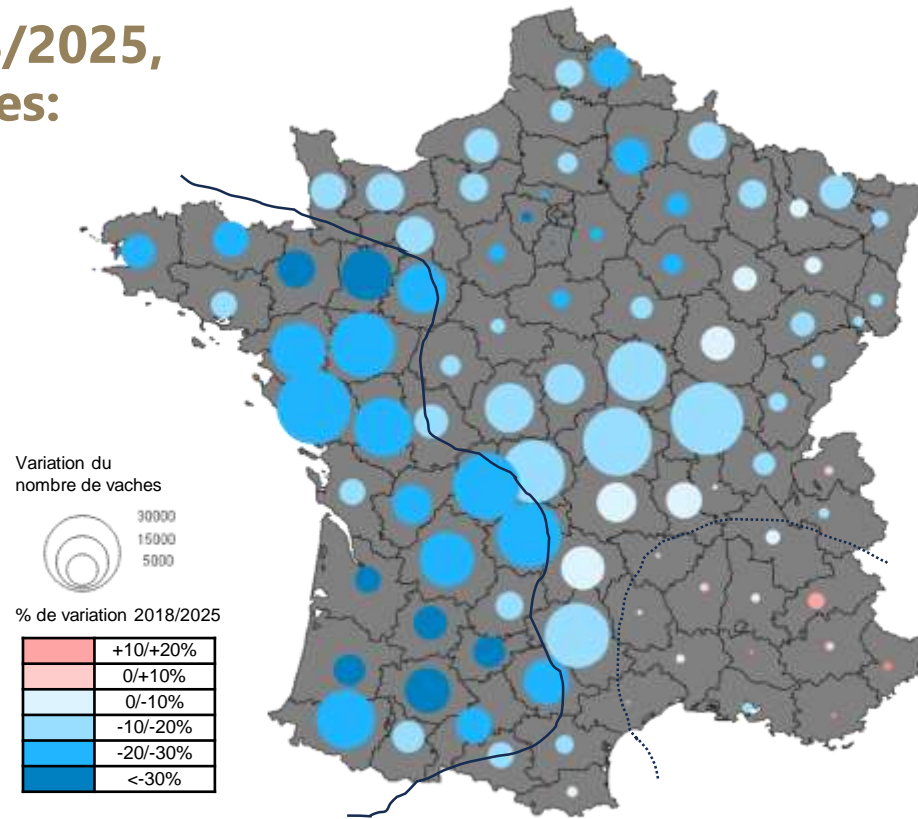 /2025,
es:
Variation du
nombre de vaches
30000
15000
5000
% de variation 2018/2025
+10/+20%
0/+10%
0/-10%
-10/-20%
-20/-30%
<-30%